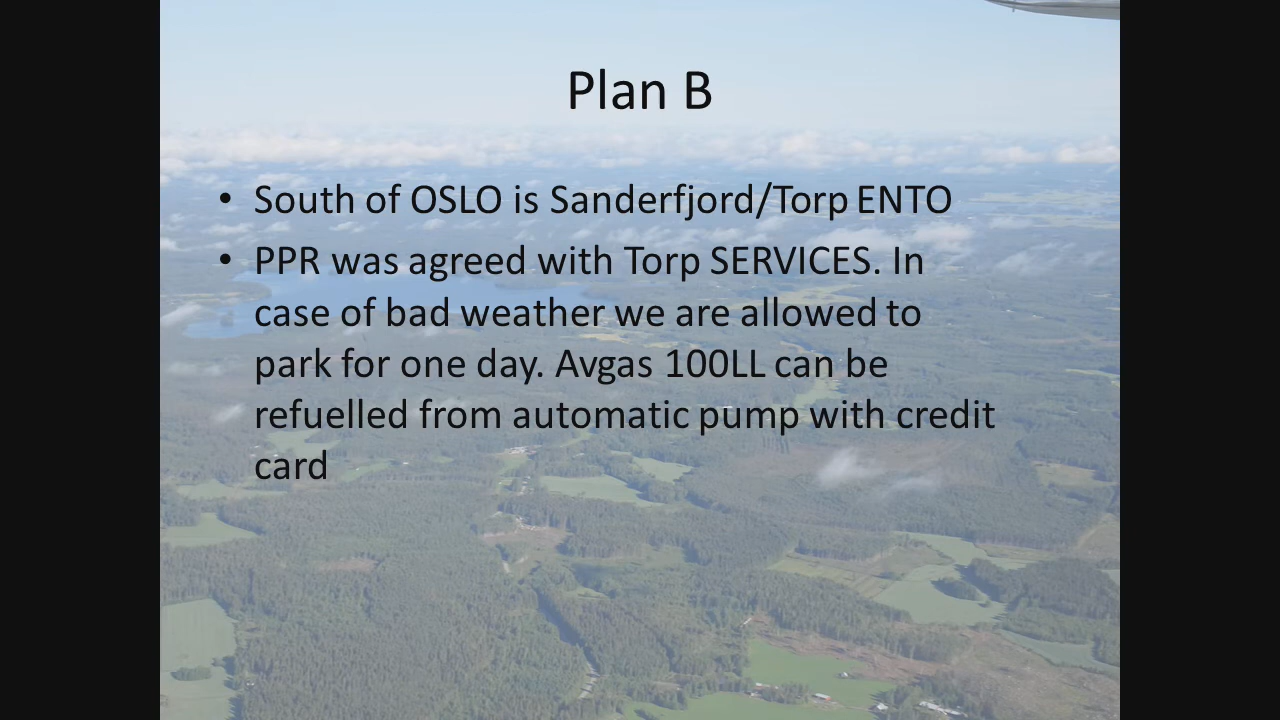 Plan B
• South of OSLO is Sanderfjord/Torp ENTO
• PPR was agreed with Torp SERVICES. In
case of bad weather we are allowed to
park for one day. Avgas 100LL can be
refuelled from automatic pump with credit
card